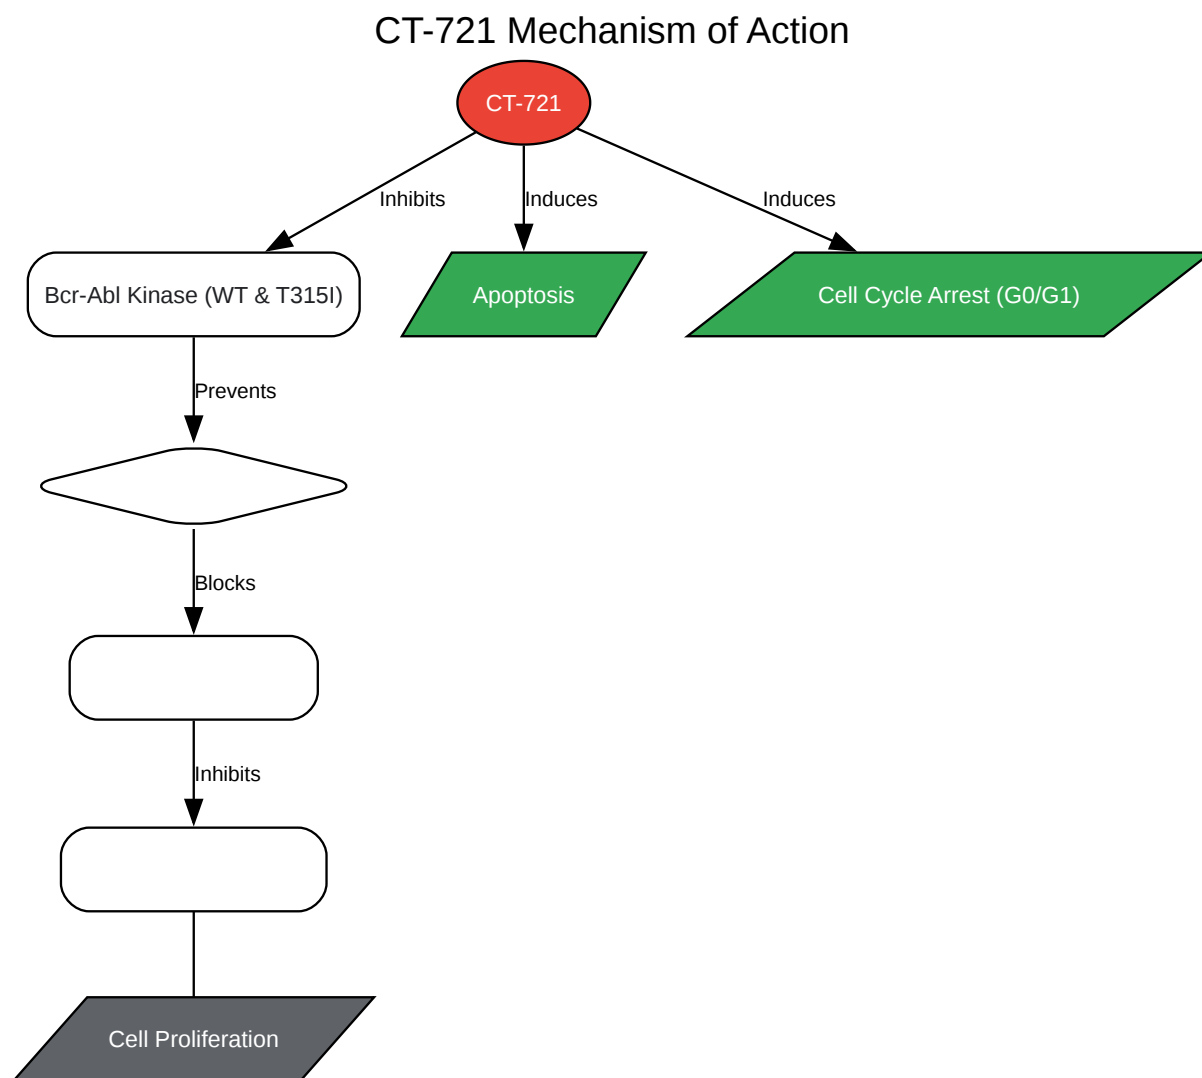 CT-721 Mechanism of Action
CT-721
Inhibits
Induces
Induces
Bcr-Abl Kinase (WT & T315I)
Apoptosis
Cell Cycle Arrest (G0/G1)
Prevents
Blocks
Inhibits
Cell Proliferation